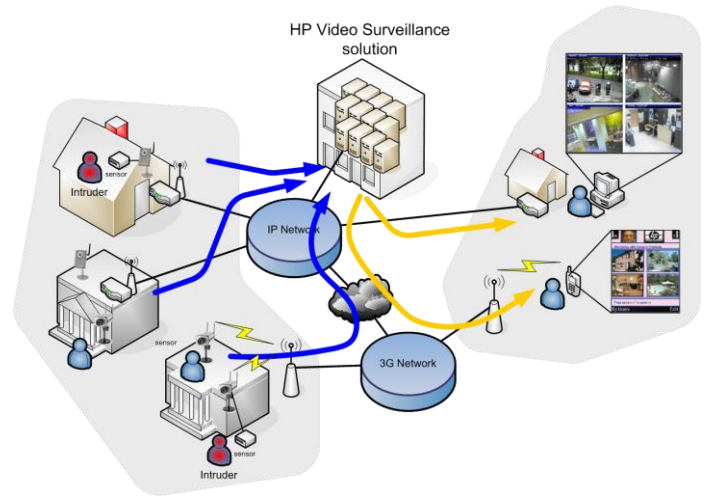 HP Video Surveillance
solution
sensor
Intruder
IP Network
sensor
3G Network
sensor
Intruder